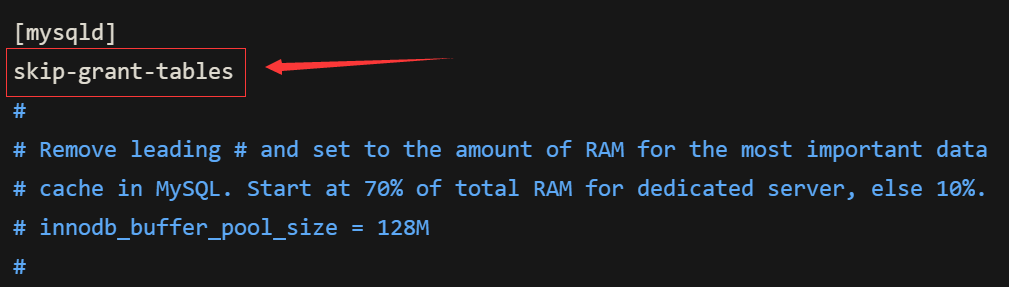 [mysqld]
skip-grant-tables
#
# Remove leading # and set to the amount of RAM for the most important data
# cache in MySQL. Start at 70% of total RAM for dedicated server, else 10%.
# innodb_buffer_pool_size = 128M
#